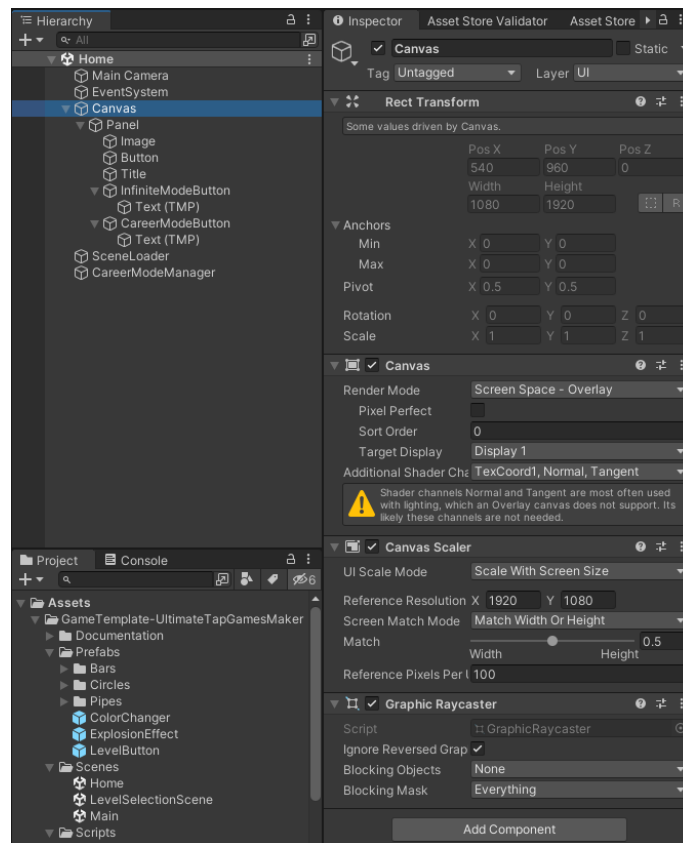 Hierarchy
All
Home
Main Camera
EventSystem
Canvas
Panel
Image
Button
Title
InfiniteModeButton
Text (TMP)
CareerModeButton
Text (TMP)
SceneLoader
CareerModeManager
Project Console
6
Assets
GameTemplate-UltimateTapGamesMaker
Documentation
Prefabs
Bars
Circles
Pipes
ColorChanger
ExplosionEffect
LevelButton
Scenes
Home
LevelSelectionScene
Main
Scripts
Inspector Asset Store Validator Asset Store
Canvas Static
Tag Untagged Layer UI
Rect Transform
Some values driven by Canvas.
Pos X Pos Y Pos Z
540 960 0
Width Height
1080 1920 R
Anchors
Min X 0 Y 0
Max X 0 Y 0
Pivot X 0.5 Y 0.5
Rotation X 0 Y 0 Z 0
Scale X 1 Y 1 Z 1
Canvas
Render Mode Screen Space - Overlay
Pixel Perfect
Sort Order 0
Target Display Display 1
Additional Shader Cha TexCoord1, Normal, Tangent
Shader channels Normal and Tangent are most often used
with lighting, which an Overlay canvas does not support. Its
likely these channels are not needed.
Canvas Scaler
UI Scale Mode Scale With Screen Size
Reference Resolution X 1920 Y 1080
Screen Match Mode Match Width Or Height
Match 0.5
Width Height
Reference Pixels Per U 100
Graphic Raycaster
Script GraphicRaycaster
Ignore Reversed Grap
Blocking Objects None
Blocking Mask Everything
Add Component